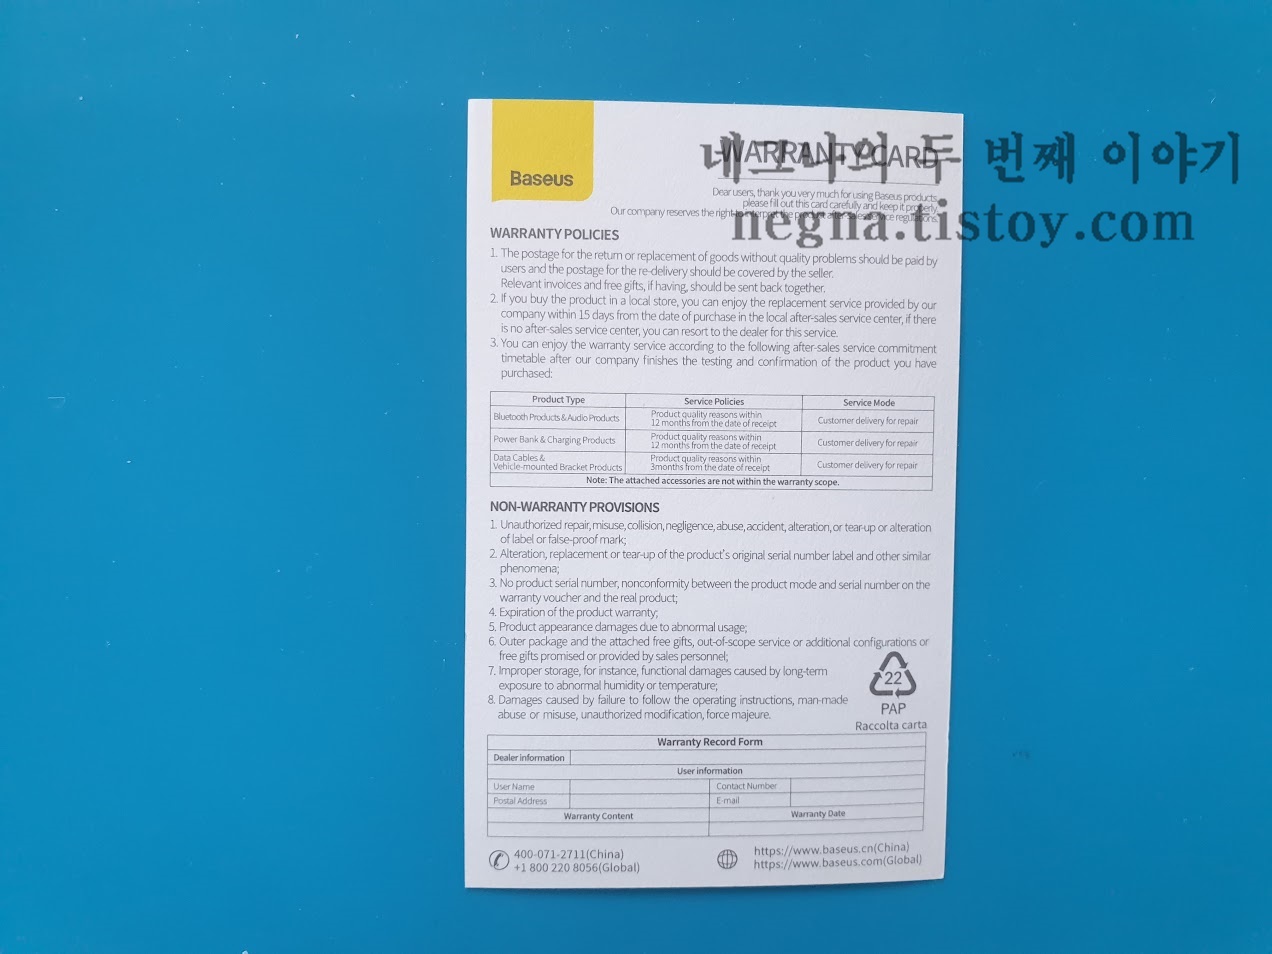 Baseus
WARRANTY CARD
네그나의 두 번째 이야기
Dear users, thank you very much for using Baseus products,
please fill out this card carefully and keep it properly.
Our company reserves the right to interpret the product after-sales service regulations.
negna.tistoy.com
WARRANTY POLICIES
1. The postage for the return or replacement of goods without quality problems should be paid by
users and the postage for the re-delivery should be covered by the seller.
Relevant invoices and free gifts, if having, should be sent back together.
2. If you buy the product in a local store, you can enjoy the replacement service provided by our
company within 15 days from the date of purchase in the local after-sales service center, if there
is no after-sales service center, you can resort to the dealer for this service.
3. You can enjoy the warranty service according to the following after-sales service commitment
timetable after our company finishes the testing and confirmation of the product you have
purchased:
Product Type Service Policies Service Mode
Bluetooth Products & Audio Products Product quality reasons within Customer delivery for repair
12 months from the date of receipt
Power Bank & Charging Products Product quality reasons within Customer delivery for repair
12 months from the date of receipt
Data Cables & Product quality reasons within Customer delivery for repair
Vehicle-mounted Bracket Products 3months from the date of receipt
Note: The attached accessories are not within the warranty scope.
NON-WARRANTY PROVISIONS
1. Unauthorized repair, misuse, collision, negligence, abuse, accident, alteration, or tear-up or alteration
of label or false-proof mark;
2. Alteration, replacement or tear-up of the product's original serial number label and other similar
phenomena;
3. No product serial number, nonconformity between the product mode and serial number on the
warranty voucher and the real product;
4. Expiration of the product warranty;
5. Product appearance damages due to abnormal usage;
6. Outer package and the attached free gifts, out-of-scope service or additional configurations or
free gifts promised or provided by sales personnel;
7. Improper storage, for instance, functional damages caused by long-term
exposure to abnormal humidity or temperature;
8. Damages caused by failure to follow the operating instructions, man-made
abuse or misuse, unauthorized modification, force majeure.
22
PAP
Raccolta carta
Warranty Record Form
Dealer information
User information
User Name Contact Number
Postal Address E-mail
Warranty Content Warranty Date
400-071-2711(China)
+1 800 220 8056(Global)
https://www.baseus.cn(China)
https://www.baseus.com(Global)